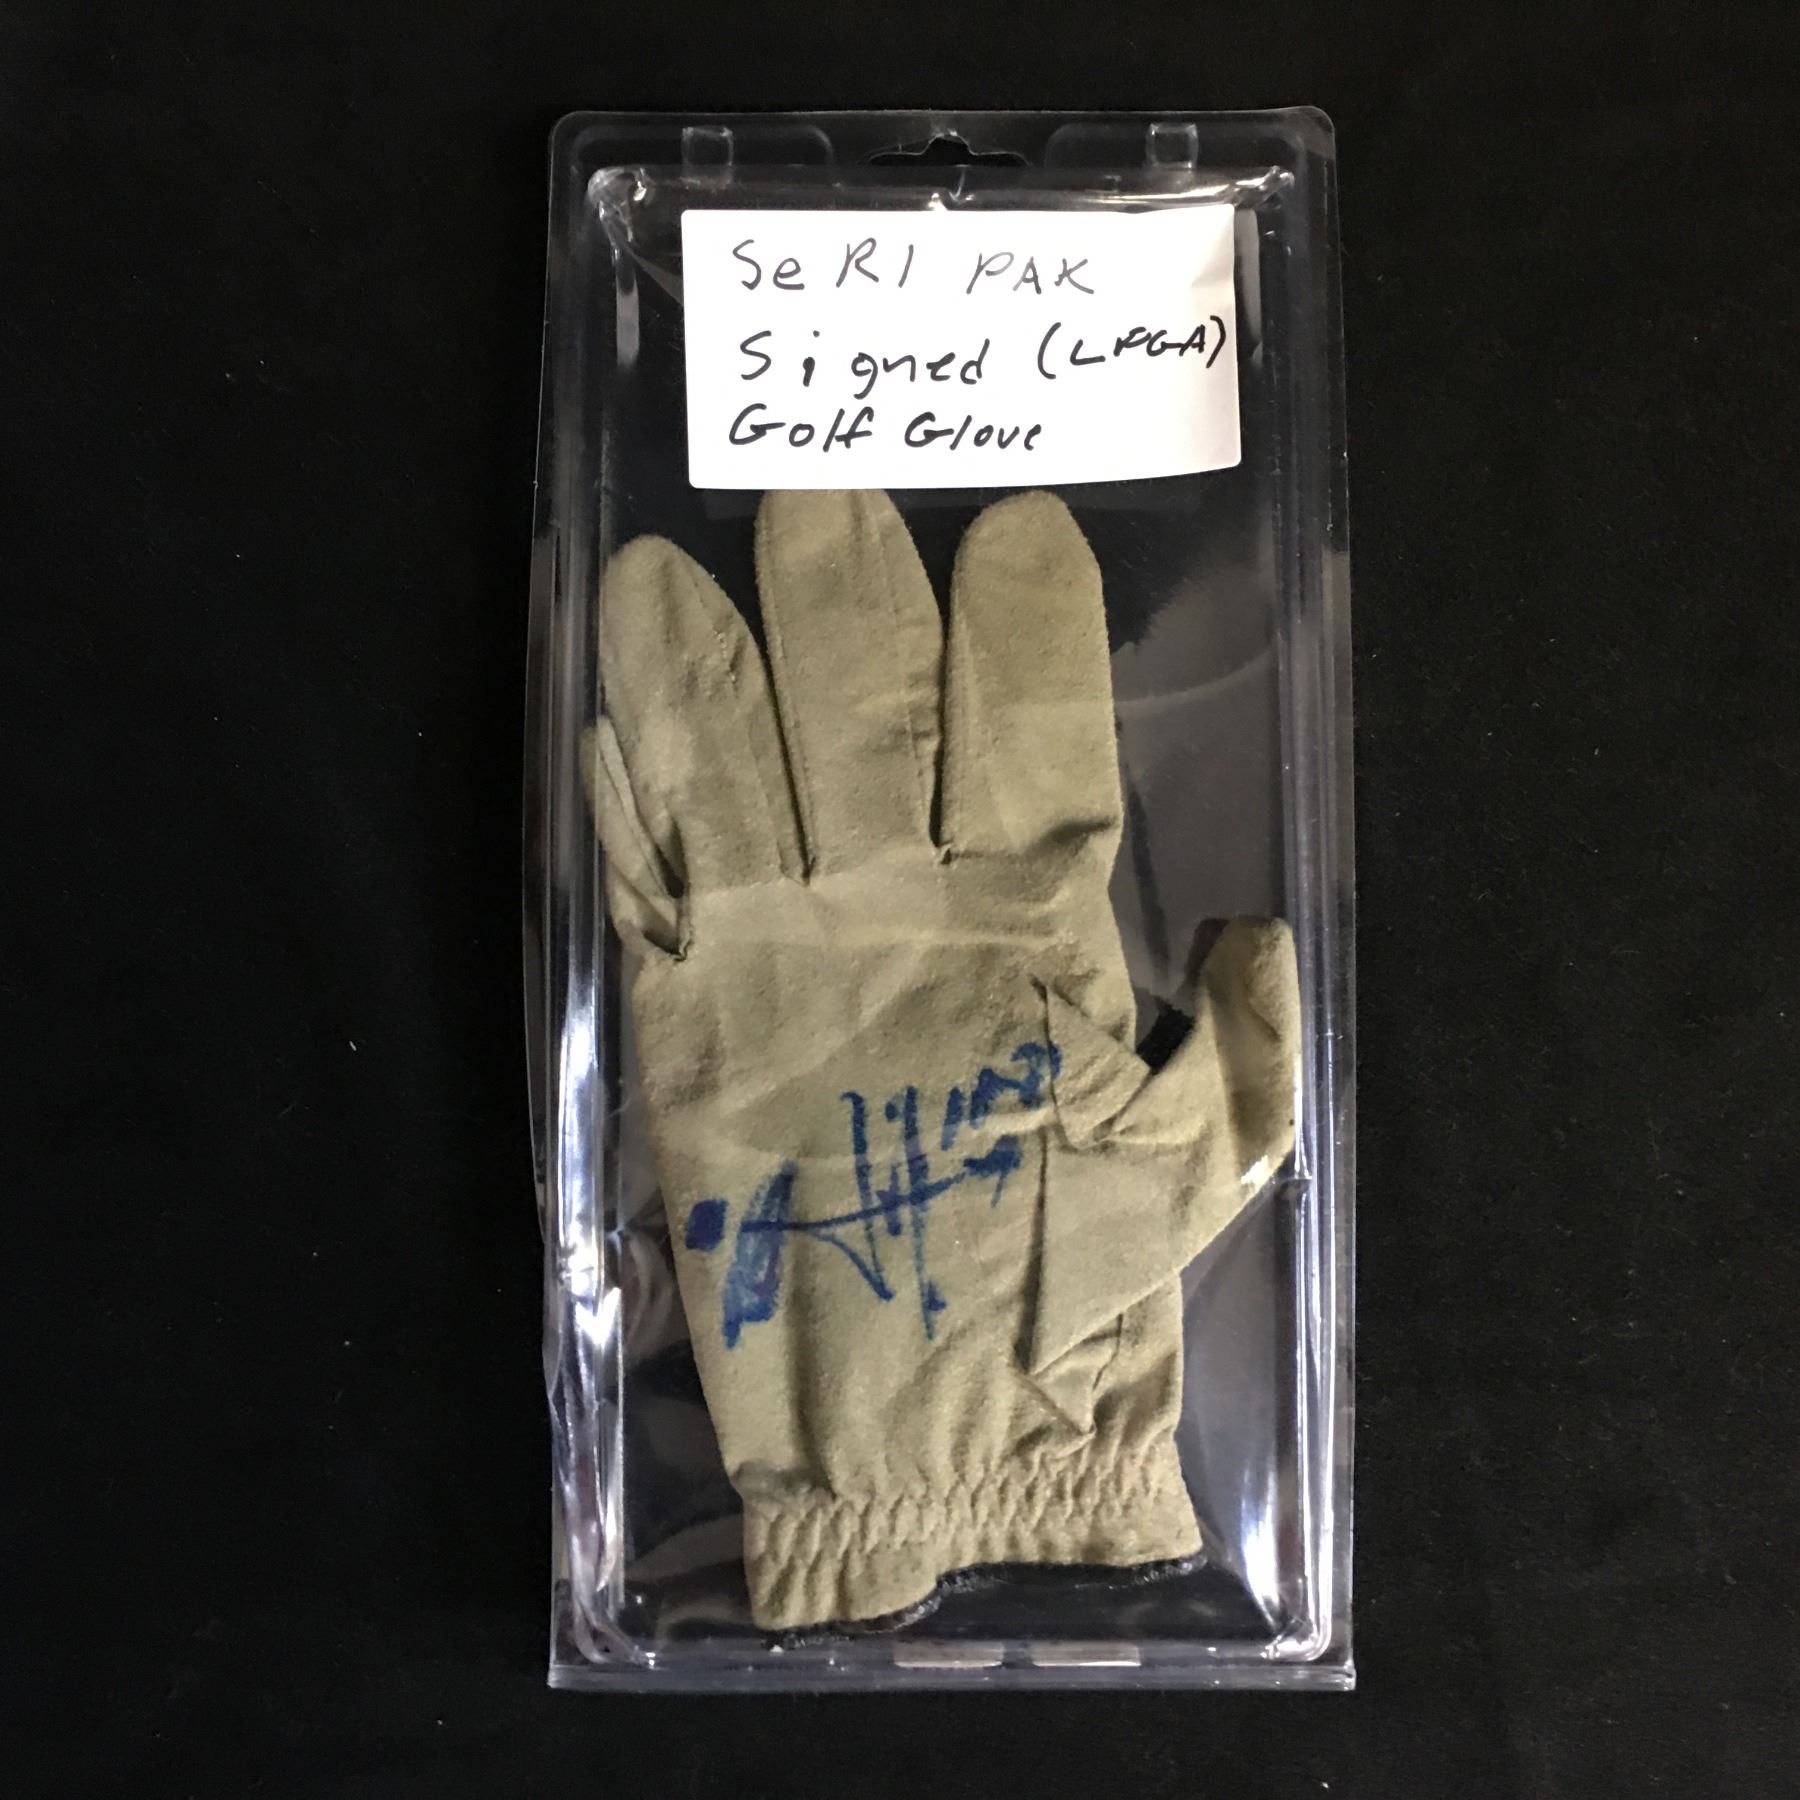 Se RI PAK
Signed (LPGA)
Golf Glove